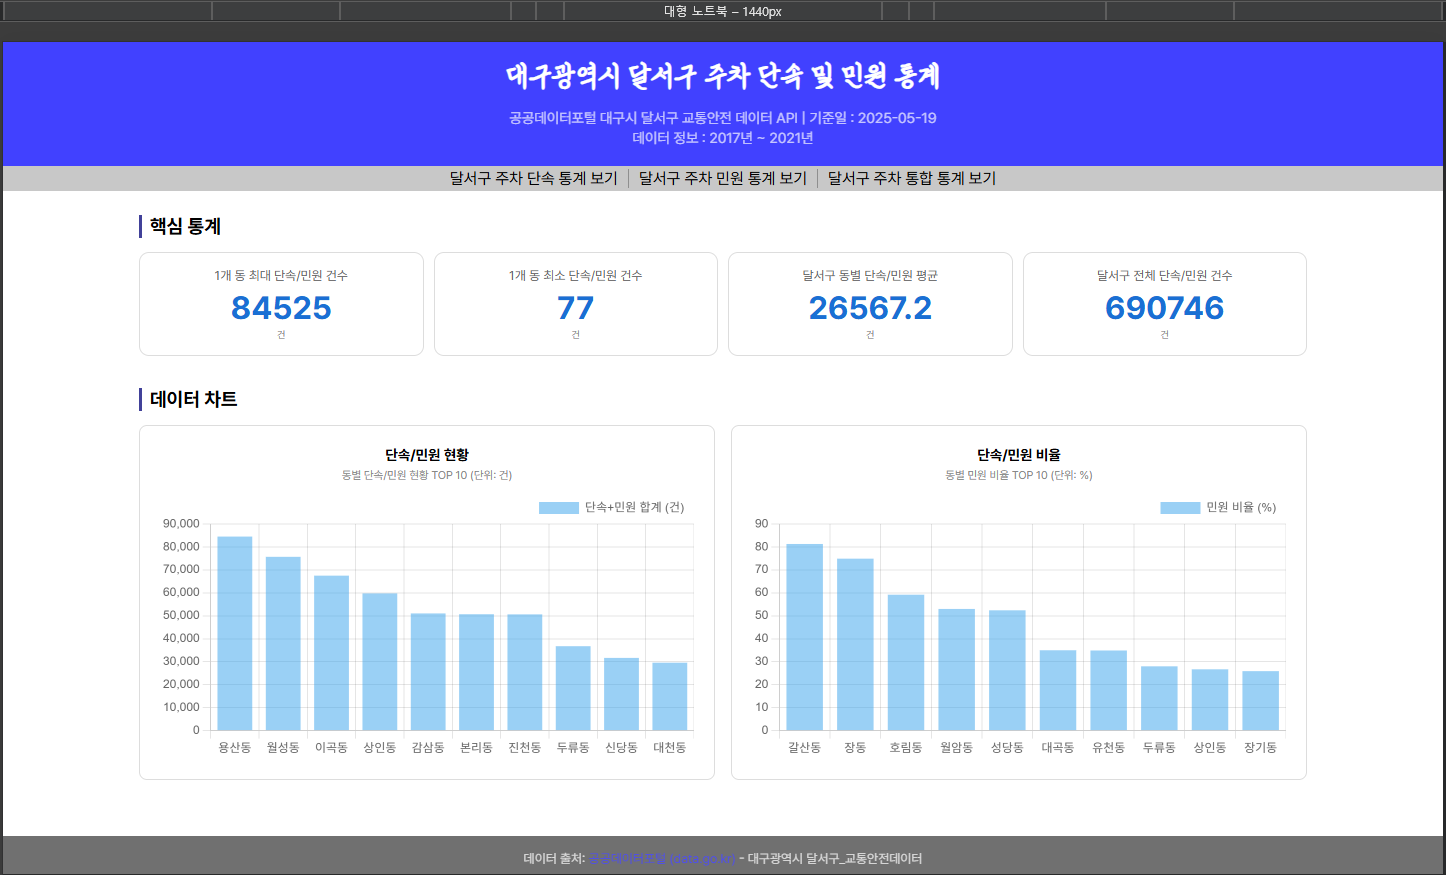 대형 노트북 – 1440px
대구광역시 달서구 주차 단속 및 민원 통계
공공데이터포털 대구시 달서구 교통안전 데이터 API | 기준일 : 2025-05-19
데이터 정보 : 2017년 ~ 2021년
달서구 주차 단속 통계 보기 | 달서구 주차 민원 통계 보기 | 달서구 주차 통합 통계 보기
핵심 통계
1개 동 최대 단속/민원 건수
84525
건
1개 동 최소 단속/민원 건수
77
건
달서구 동별 단속/민원 평균
26567.2
건
달서구 전체 단속/민원 건수
690746
건
데이터 차트
단속/민원 현황
동별 단속/민원 현황 TOP 10 (단위: 건)
단속+민원 합계 (건)
90,000
80,000
70,000
60,000
50,000
40,000
30,000
20,000
10,000
0
용산동 월성동 이곡동 상인동 감삼동 본리동 진천동 두류동 신당동 대천동
단속/민원 비율
동별 민원 비율 TOP 10 (단위: %)
민원 비율 (%)
90
80
70
60
50
40
30
20
10
0
갈산동 장동 호림동 월암동 성당동 대곡동 유천동 두류동 상인동 장기동
데이터 출처: 공공데이터포털 (data.go.kr) - 대구광역시 달서구_교통안전데이터